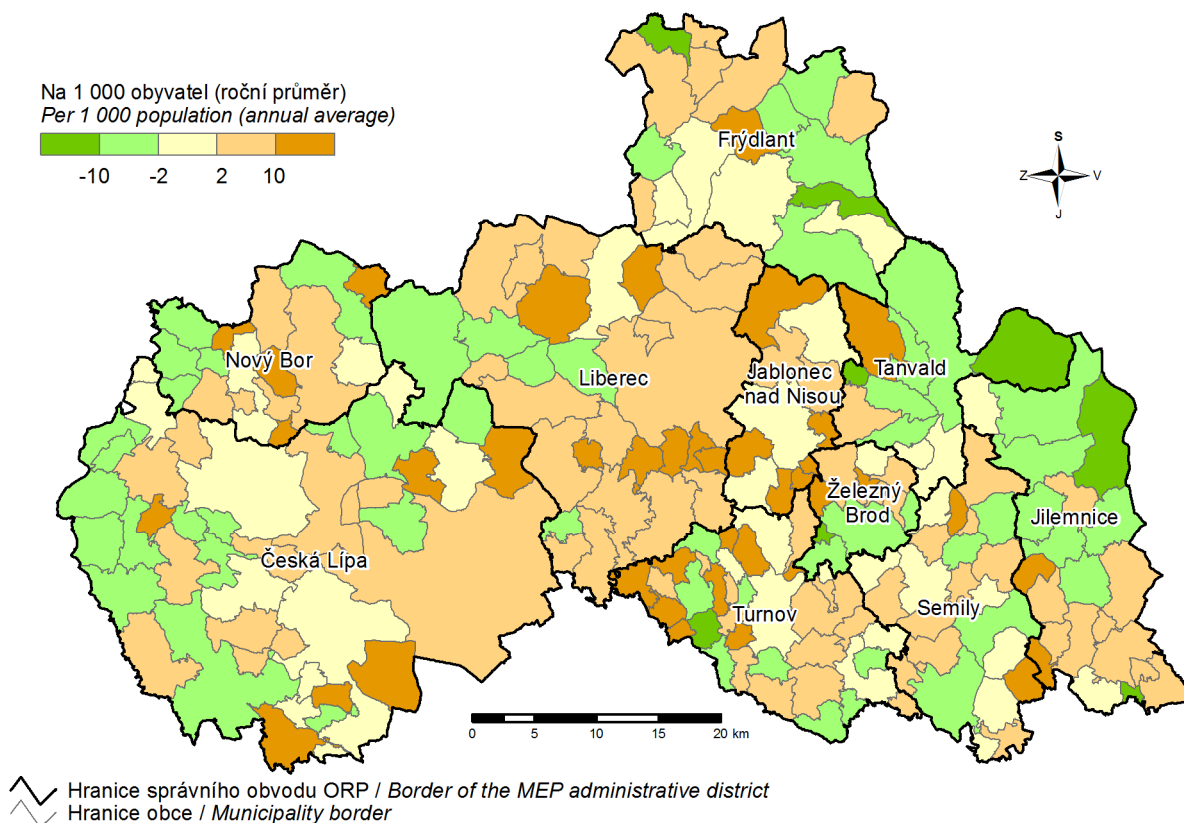 Na 1 000 obyvatel (roční průměr)
Per 1 000 population (annual average)
-10 -2 2 10
S
Z V
J
Frýdlant
Nový Bor
Liberec
Jablonec
nad Nisou
Tanvald
Železný
Brod
Jilemnice
Česká Lípa
Turnov
Semily
0 5 10 15 20 km
Hranice správního obvodu ORP / Border of the MEP administrative district
Hranice obce / Municipality border